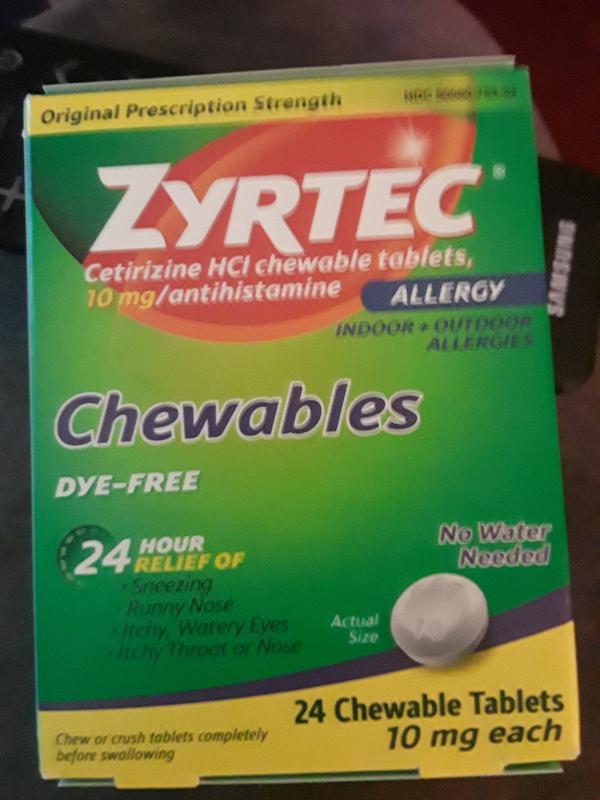 Original Prescription Strength
NDC
ZYRTEC®
Cetirizine HCl chewable tablets,
10 mg/antihistamine
ALLERGY
INDOOR + OUTDOOR
ALLERGIES
SAMSUNG
Chewables
DYE-FREE
24 HOUR
RELIEF OF
• Sneezing
• Runny Nose
• Itchy, Watery Eyes
• Itchy Throat or Nose
No Water
Needed
Actual
Size
10
24 Chewable Tablets
10 mg each
Chew or crush tablets completely
before swallowing